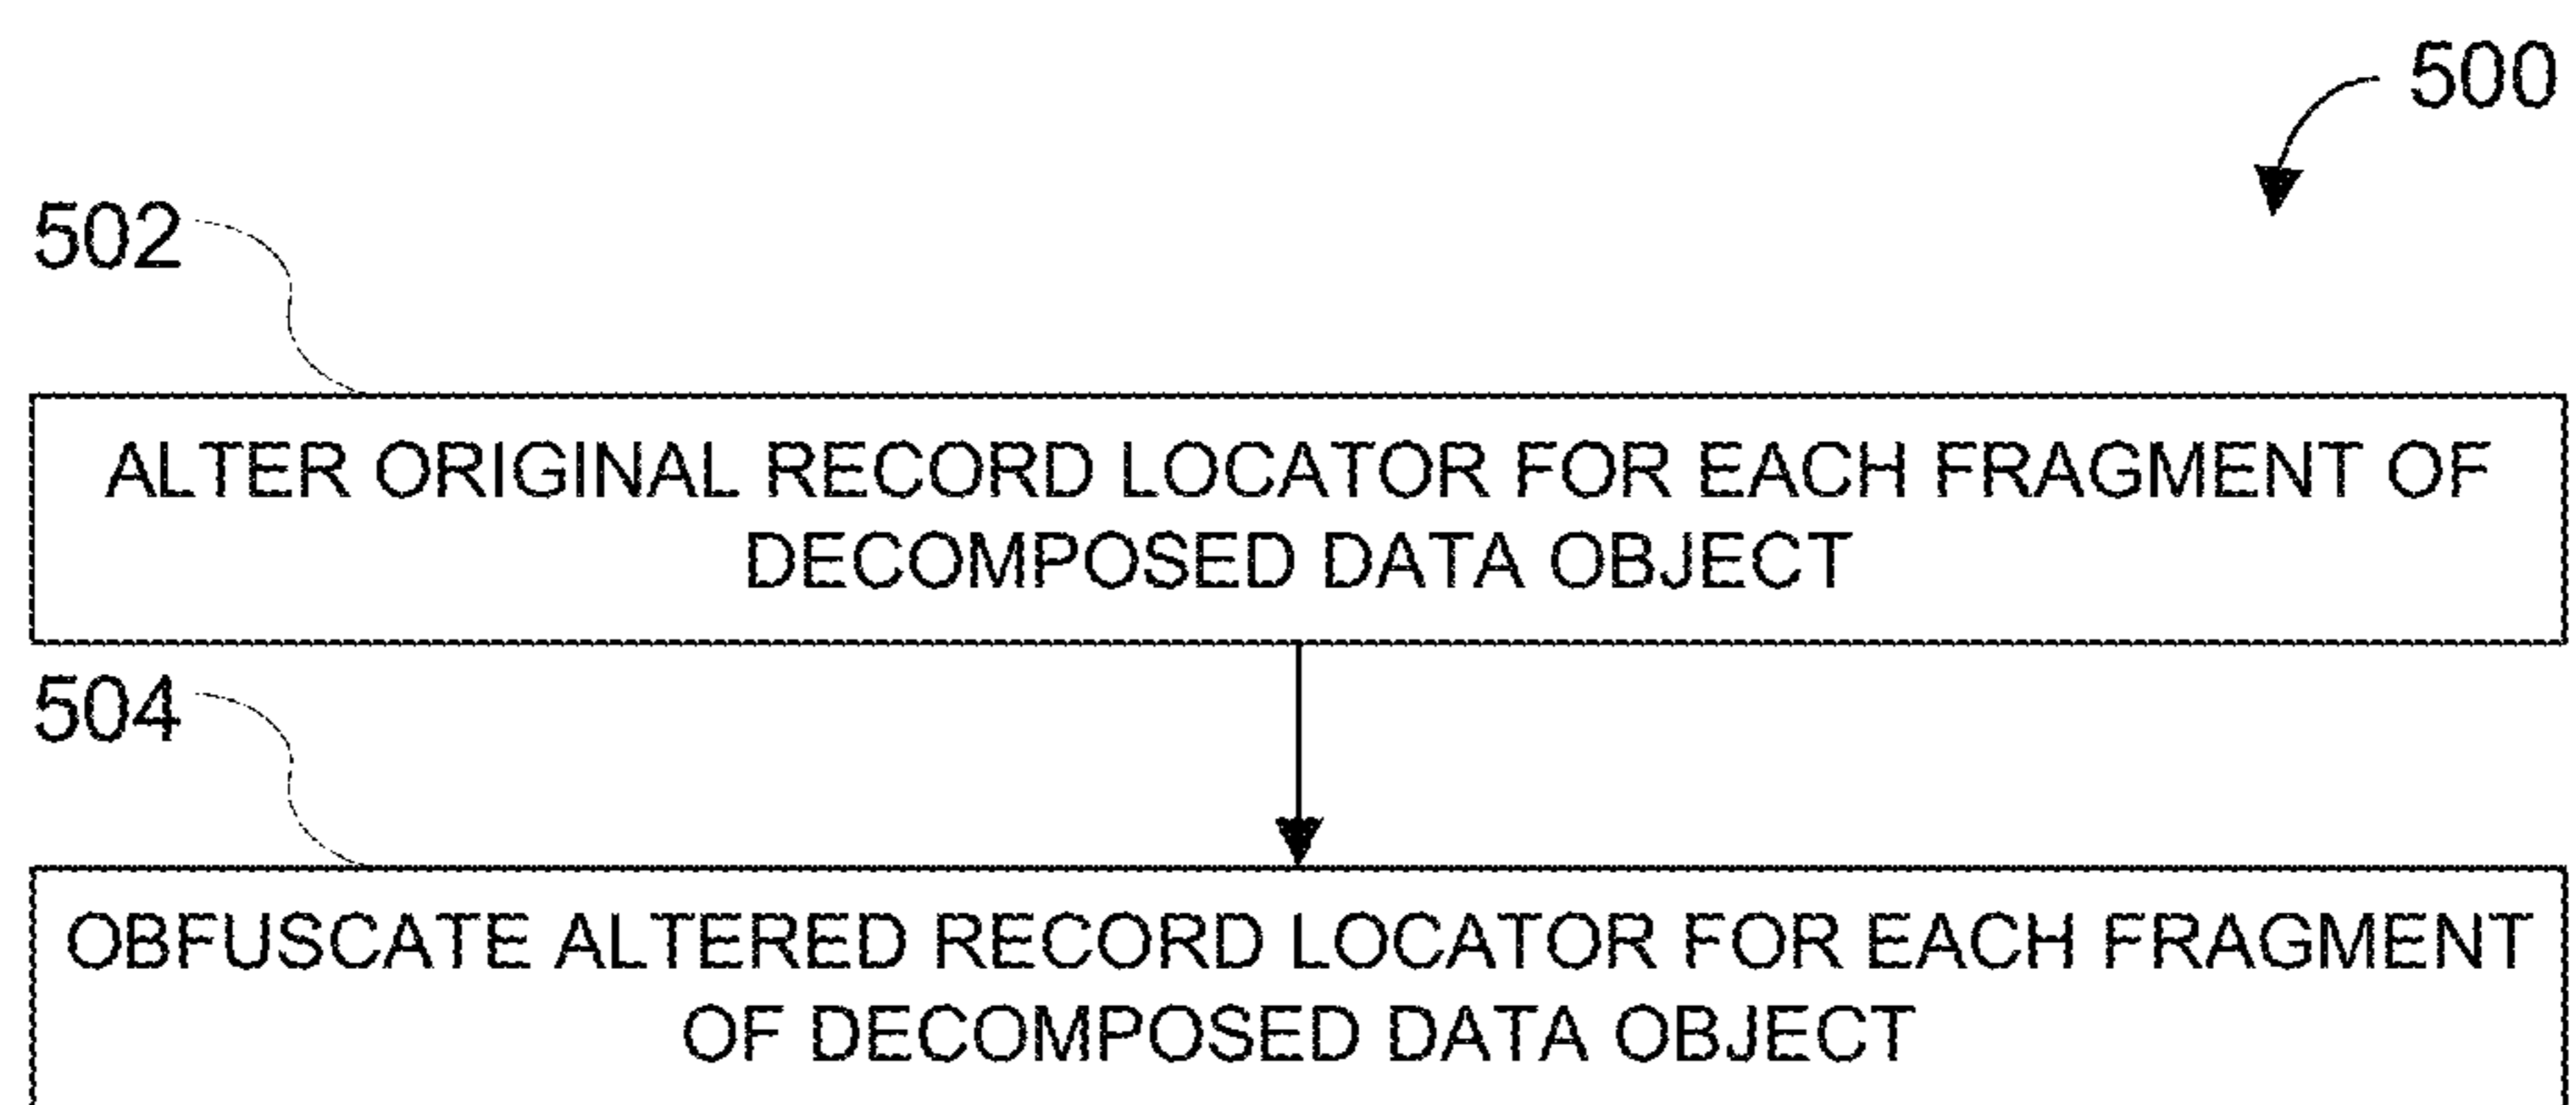 500
502
ALTER ORIGINAL RECORD LOCATOR FOR EACH FRAGMENT OF
DECOMPOSED DATA OBJECT
504
OBFUSCATE ALTERED RECORD LOCATOR FOR EACH FRAGMENT
OF DECOMPOSED DATA OBJECT